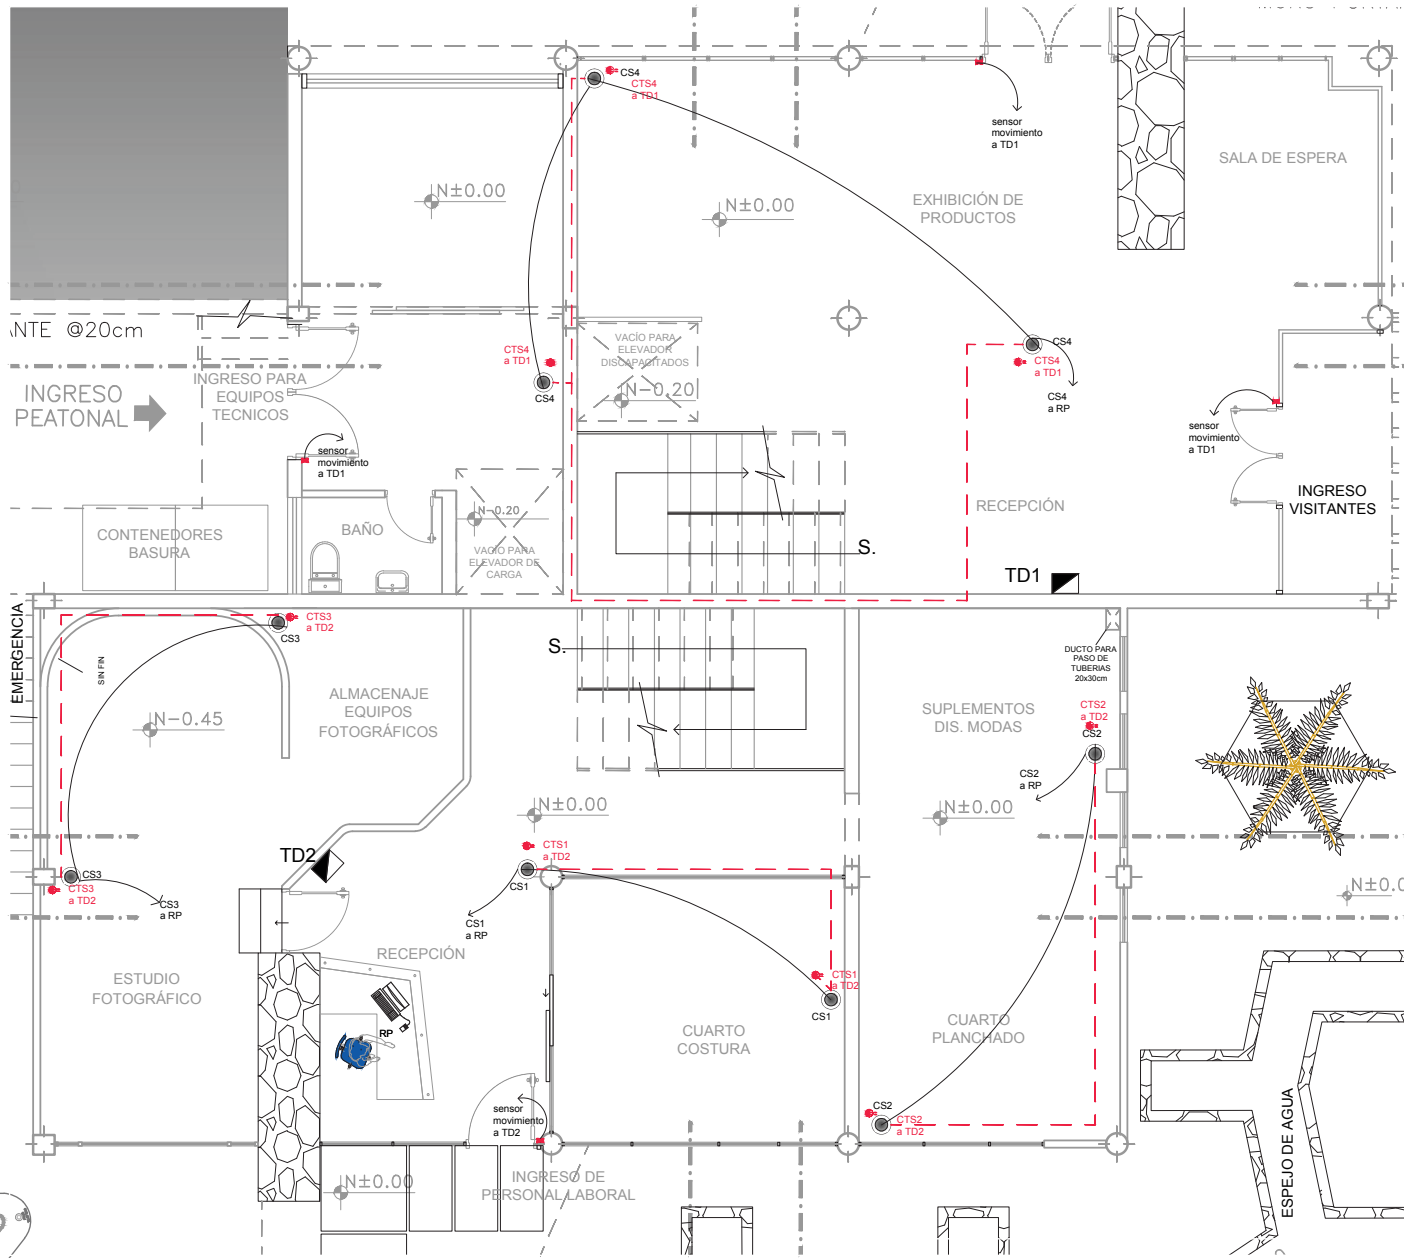 CS4
CTS4
a TD1
sensor
movimiento
a TD1
SALA DE ESPERA
N±0.00
N±0.00
EXHIBICIÓN DE
PRODUCTOS
ANTE @20cm
INGRESO
PEATONAL
INGRESO PARA
EQUIPOS
TECNICOS
CTS4
a TD1
CS4
VACÍO PARA
ELEVADOR
DISCAPACITADOS
N-0.20
CS4
CTS4
a TD1
CS4
a RP
sensor
movimiento
a TD1
sensor
movimiento
a TD1
INGRESO
VISITANTES
CONTENEDORES
BASURA
BAÑO
N-0.20
VACÍO PARA
ELEVADOR DE
CARGA
S.
RECEPCIÓN
TD1
EMERGENCIA
CTS3
a TD2
CS3
SIN FIN
S.
DUCTO PARA
PASO DE
TUBERIAS
20x30cm
N-0.45
ALMACENAJE
EQUIPOS
FOTOGRÁFICOS
SUPLEMENTOS
DIS. MODAS
CTS2
a TD2
CS2
CS2
a RP
N±0.00
N±0.00
TD2
CTS1
a TD2
CS1
CS3
CTS3
a TD2
CS3
a RP
CS1
a RP
N±0.0
RECEPCIÓN
ESTUDIO
FOTOGRÁFICO
CTS1
a TD2
CS1
RP
CUARTO
COSTURA
CUARTO
PLANCHADO
sensor
movimiento
a TD2
CS2
CTS2
a TD2
ESPEJO DE AGUA
N±0.00
INGRESO DE
PERSONAL LABORAL